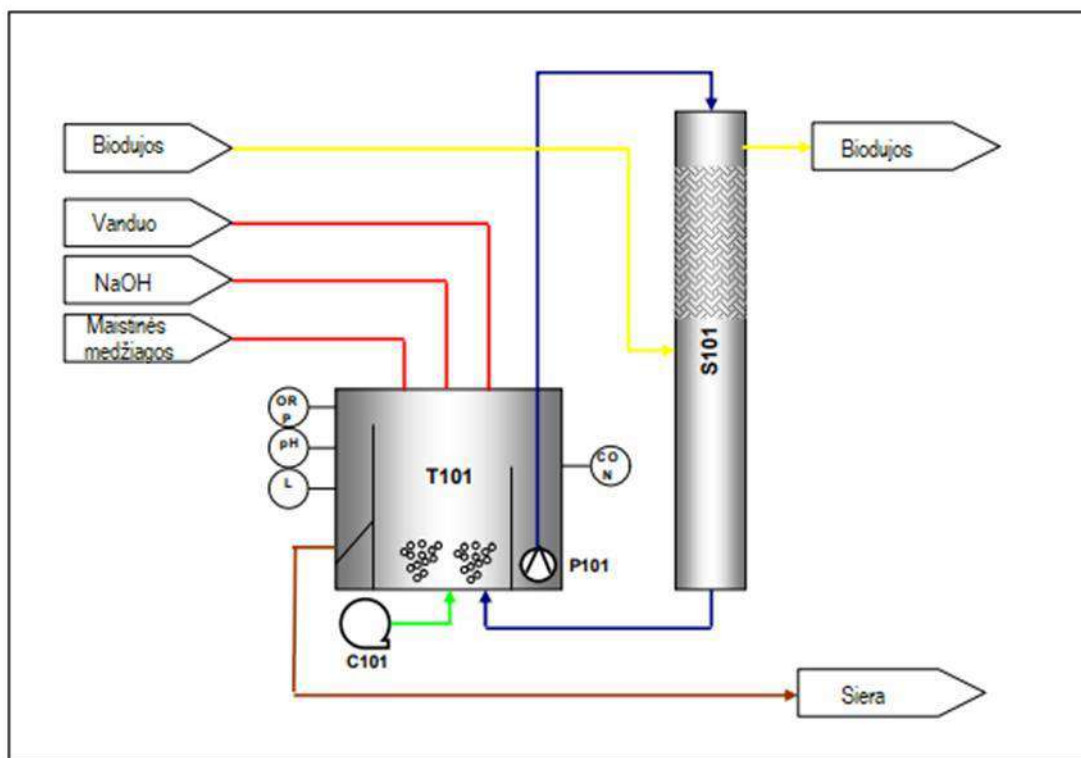 Biodujos
Biodujos
Vanduo
NaOH
Maistinės
medžiagos
S101
OR
P
pH
L
CO
N
T101
P101
C101
Siera